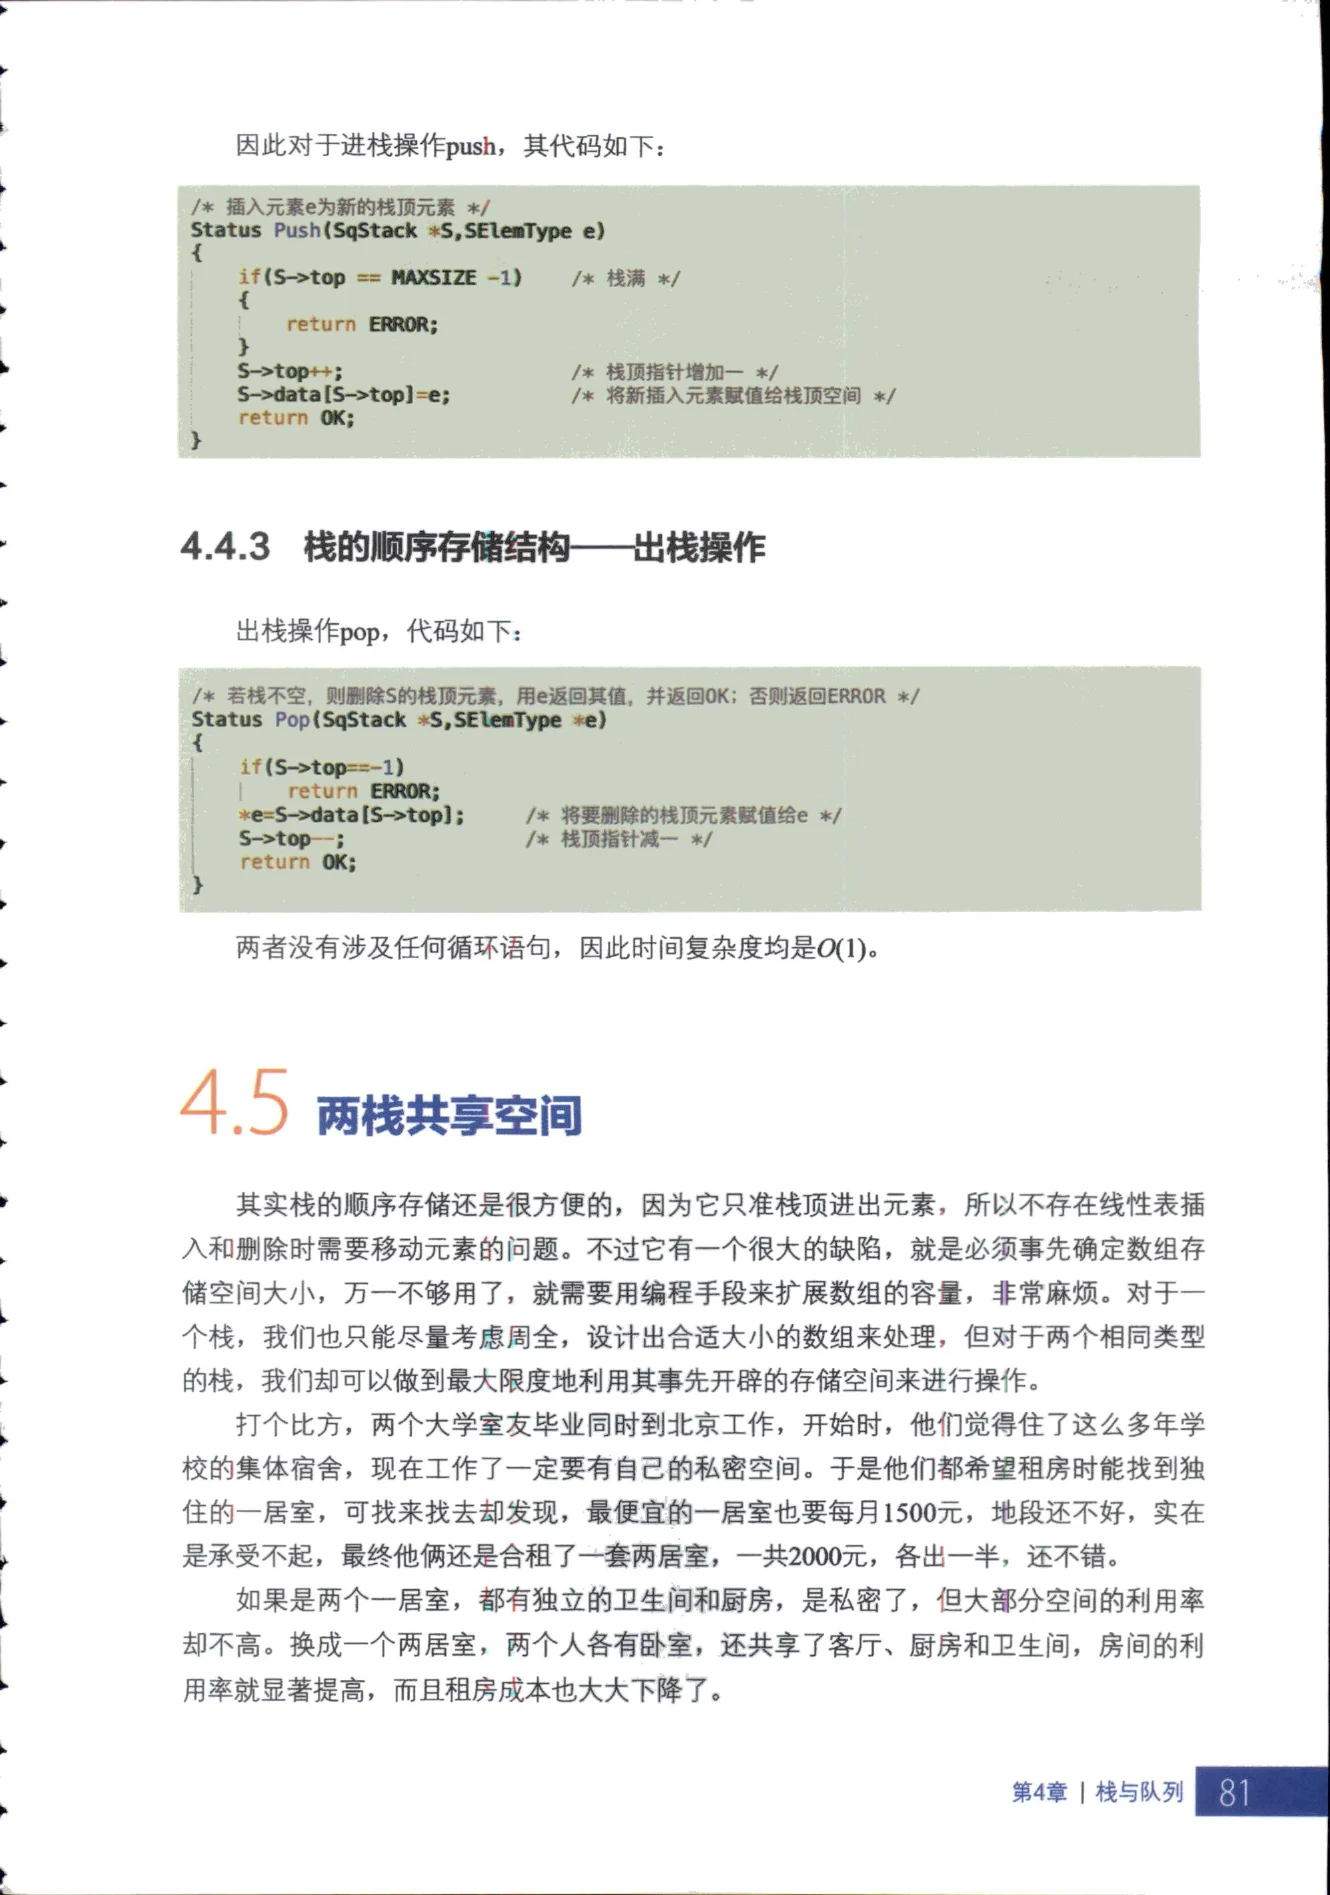 因此对于进栈操作push，其代码如下：
/* 插入元素e为新的栈顶元素 */
Status Push(SqStack *S,SElemType e)
{
    if(S->top == MAXSIZE -1)    /* 栈满 */
    {
        return ERROR;
    }
    S->top++;                   /* 栈顶指针增加一 */
    S->data[S->top]=e;          /* 将新插入元素赋值给栈顶空间 */
    return OK;
}
4.4.3 栈的顺序存储结构——出栈操作
出栈操作pop，代码如下：
/* 若栈不空，则删除S的栈顶元素，用e返回其值，并返回OK；否则返回ERROR */
Status Pop(SqStack *S,SElemType *e)
{
    if(S->top==-1)
        return ERROR;
    *e=S->data[S->top];     /* 将要删除的栈顶元素赋值给e */
    S->top--;               /* 栈顶指针减一 */
    return OK;
}
两者没有涉及任何循环语句，因此时间复杂度均是O(1)。
4.5 两栈共享空间
其实栈的顺序存储还是很方便的，因为它只准栈顶进出元素，所以不存在线性表插
入和删除时需要移动元素的问题。不过它有一个很大的缺陷，就是必须事先确定数组存
储空间大小，万一不够用了，就需要用编程手段来扩展数组的容量，非常麻烦。对于一
个栈，我们也只能尽量考虑周全，设计出合适大小的数组来处理，但对于两个相同类型
的栈，我们却可以做到最大限度地利用其事先开辟的存储空间来进行操作。
打个比方，两个大学室友毕业同时到北京工作，开始时，他们觉得住了这么多年学
校的集体宿舍，现在工作了一定要有自己的私密空间。于是他们都希望租房时能找到独
住的一居室，可找来找去却发现，最便宜的一居室也要每月1500元，地段还不好，实在
是承受不起，最终他俩还是合租了一套两居室，一共2000元，各出一半，还不错。
如果是两个一居室，都有独立的卫生间和厨房，是私密了，但大部分空间的利用率
却不高。换成一个两居室，两个人各有卧室，还共享了客厅、厨房和卫生间，房间的利
用率就显著提高，而且租房成本也大大下降了。
第4章 | 栈与队列 81